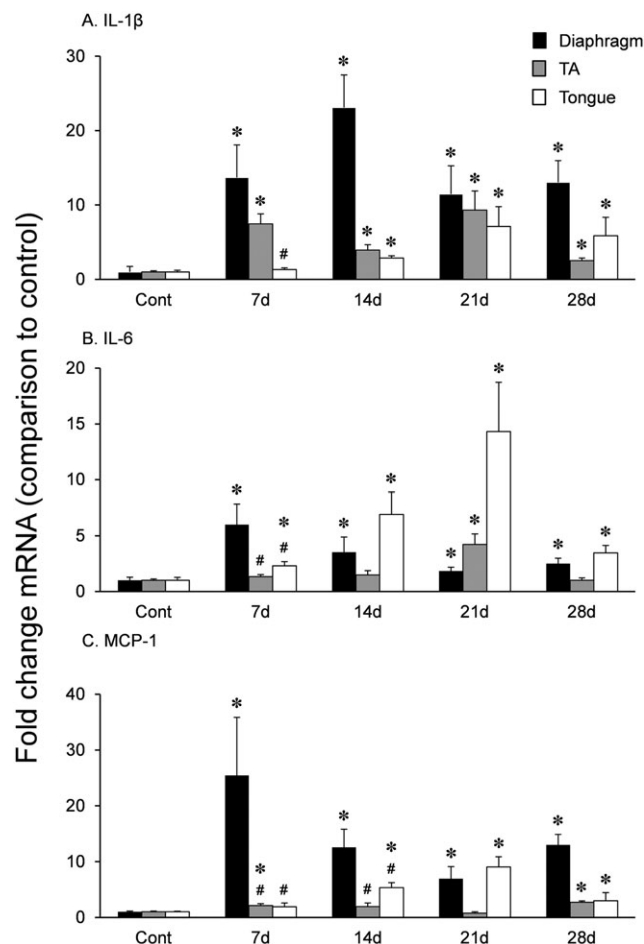 A. IL-1β
Diaphragm
TA
Tongue
Fold change mRNA (comparison to control)
30
20
10
0
* * #
* * *
* * *
* * *
Cont 7d 14d 21d 28d
B. IL-6
20
15
10
5
0
* # * #
* *
* * *
* *
Cont 7d 14d 21d 28d
C. MCP-1
40
30
20
10
0
* * # #
* # * #
* *
* * *
Cont 7d 14d 21d 28d